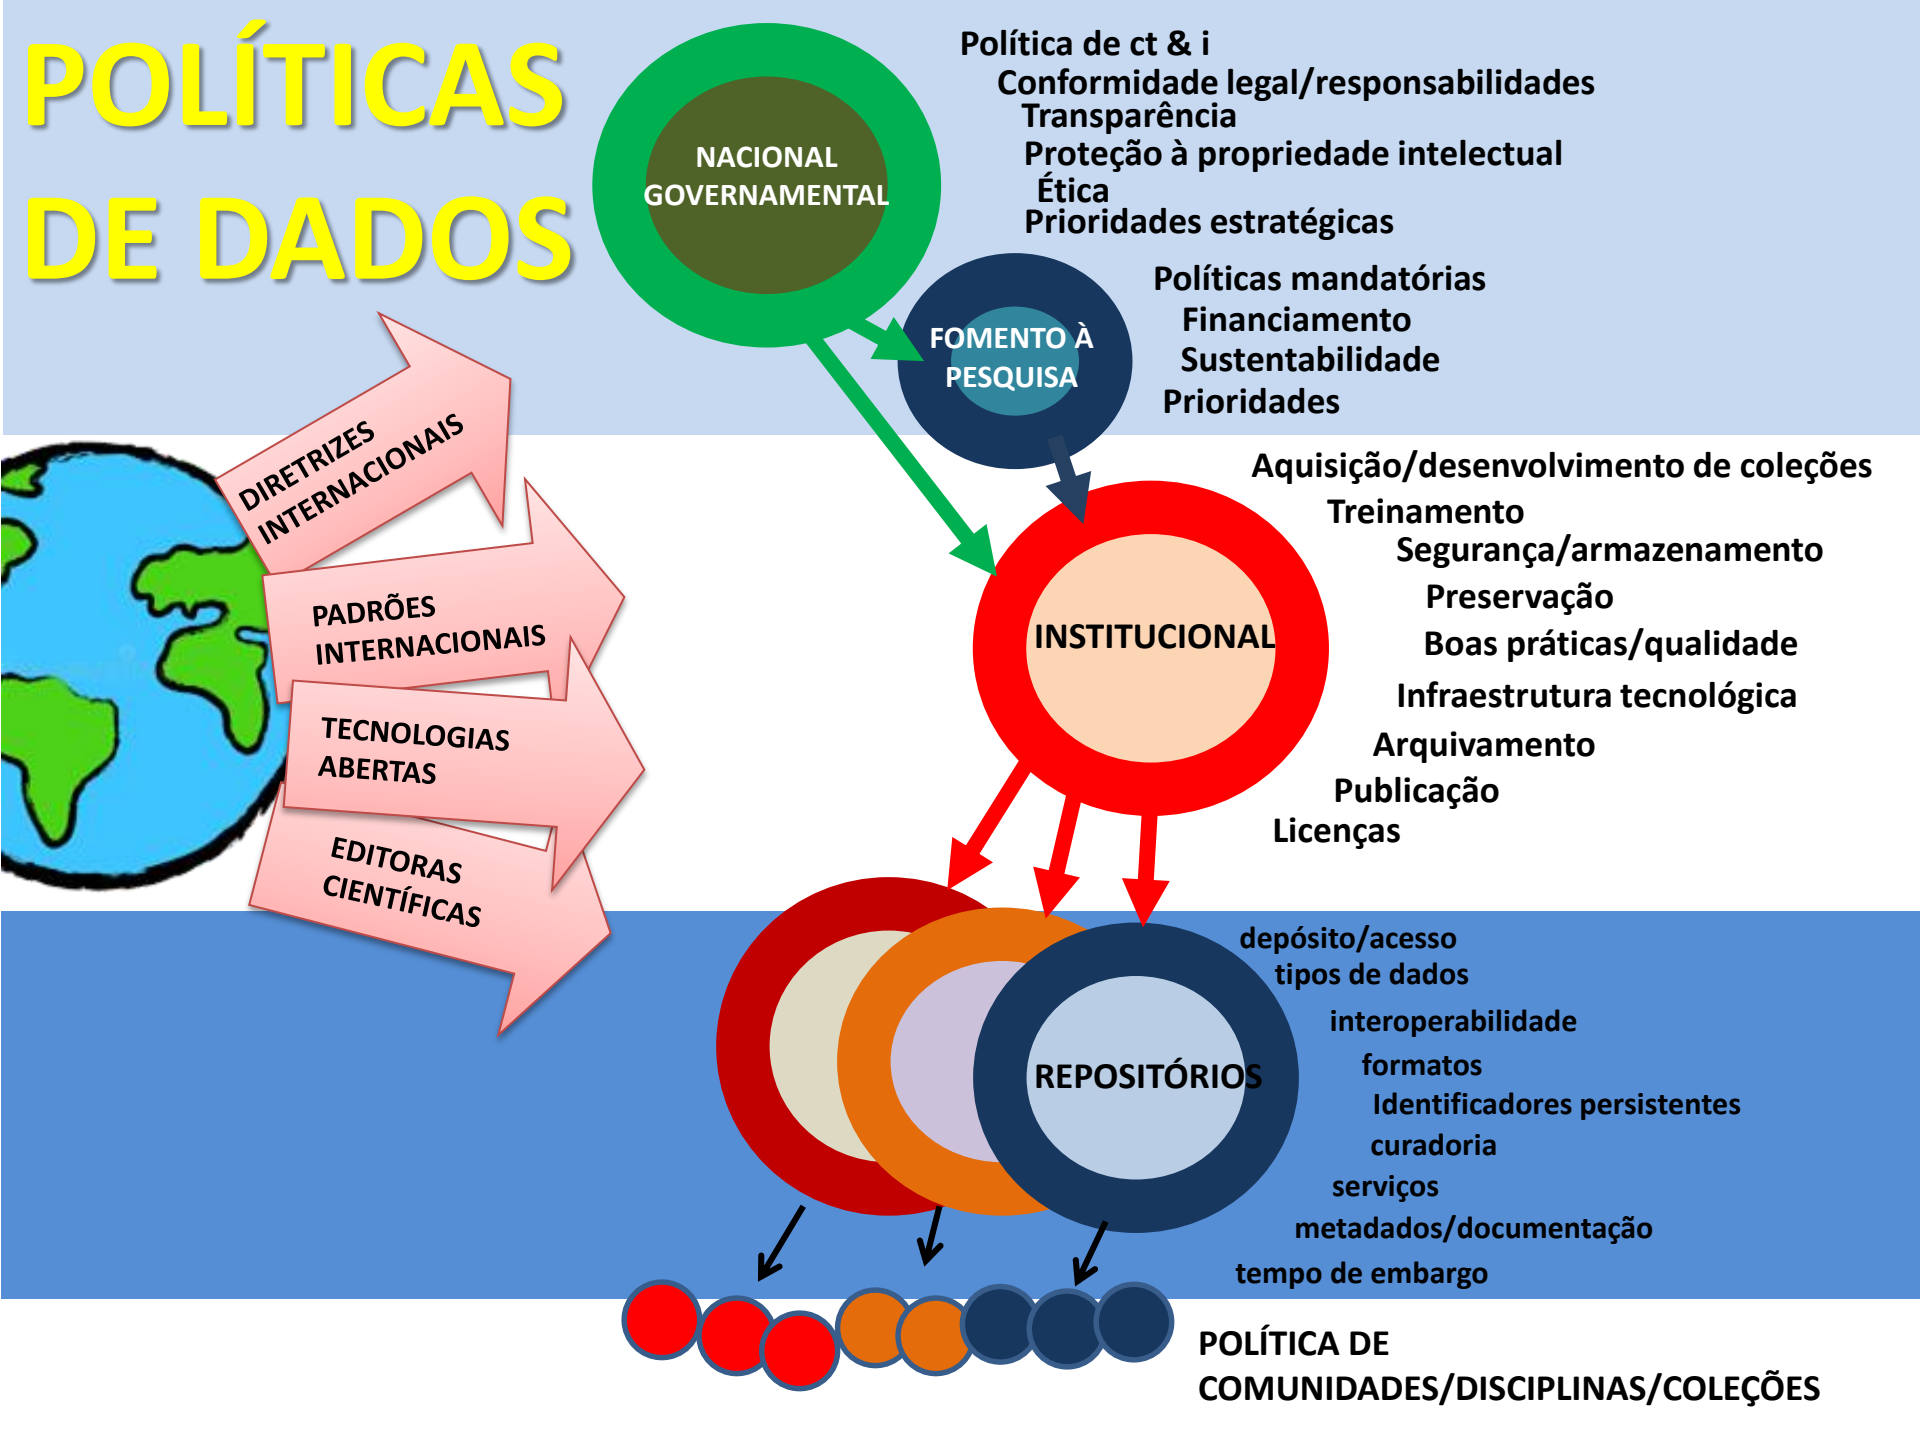 POLÍTICAS
DE DADOS
NACIONAL
GOVERNAMENTAL
Política de ct & i
Conformidade legal/responsabilidades
Transparência
Proteção à propriedade intelectual
Ética
Prioridades estratégicas
FOMENTO À
PESQUISA
Políticas mandatórias
Financiamento
Sustentabilidade
Prioridades
DIRETRIZES
INTERNACIONAIS
PADRÕES
INTERNACIONAIS
TECNOLOGIAS
ABERTAS
EDITORAS
CIENTÍFICAS
INSTITUCIONAL
Aquisição/desenvolvimento de coleções
Treinamento
Segurança/armazenamento
Preservação
Boas práticas/qualidade
Infraestrutura tecnológica
Arquivamento
Publicação
Licenças
REPOSITÓRIOS
depósito/acesso
tipos de dados
interoperabilidade
formatos
Identificadores persistentes
curadoria
serviços
metadados/documentação
tempo de embargo
POLÍTICA DE
COMUNIDADES/DISCIPLINAS/COLEÇÕES